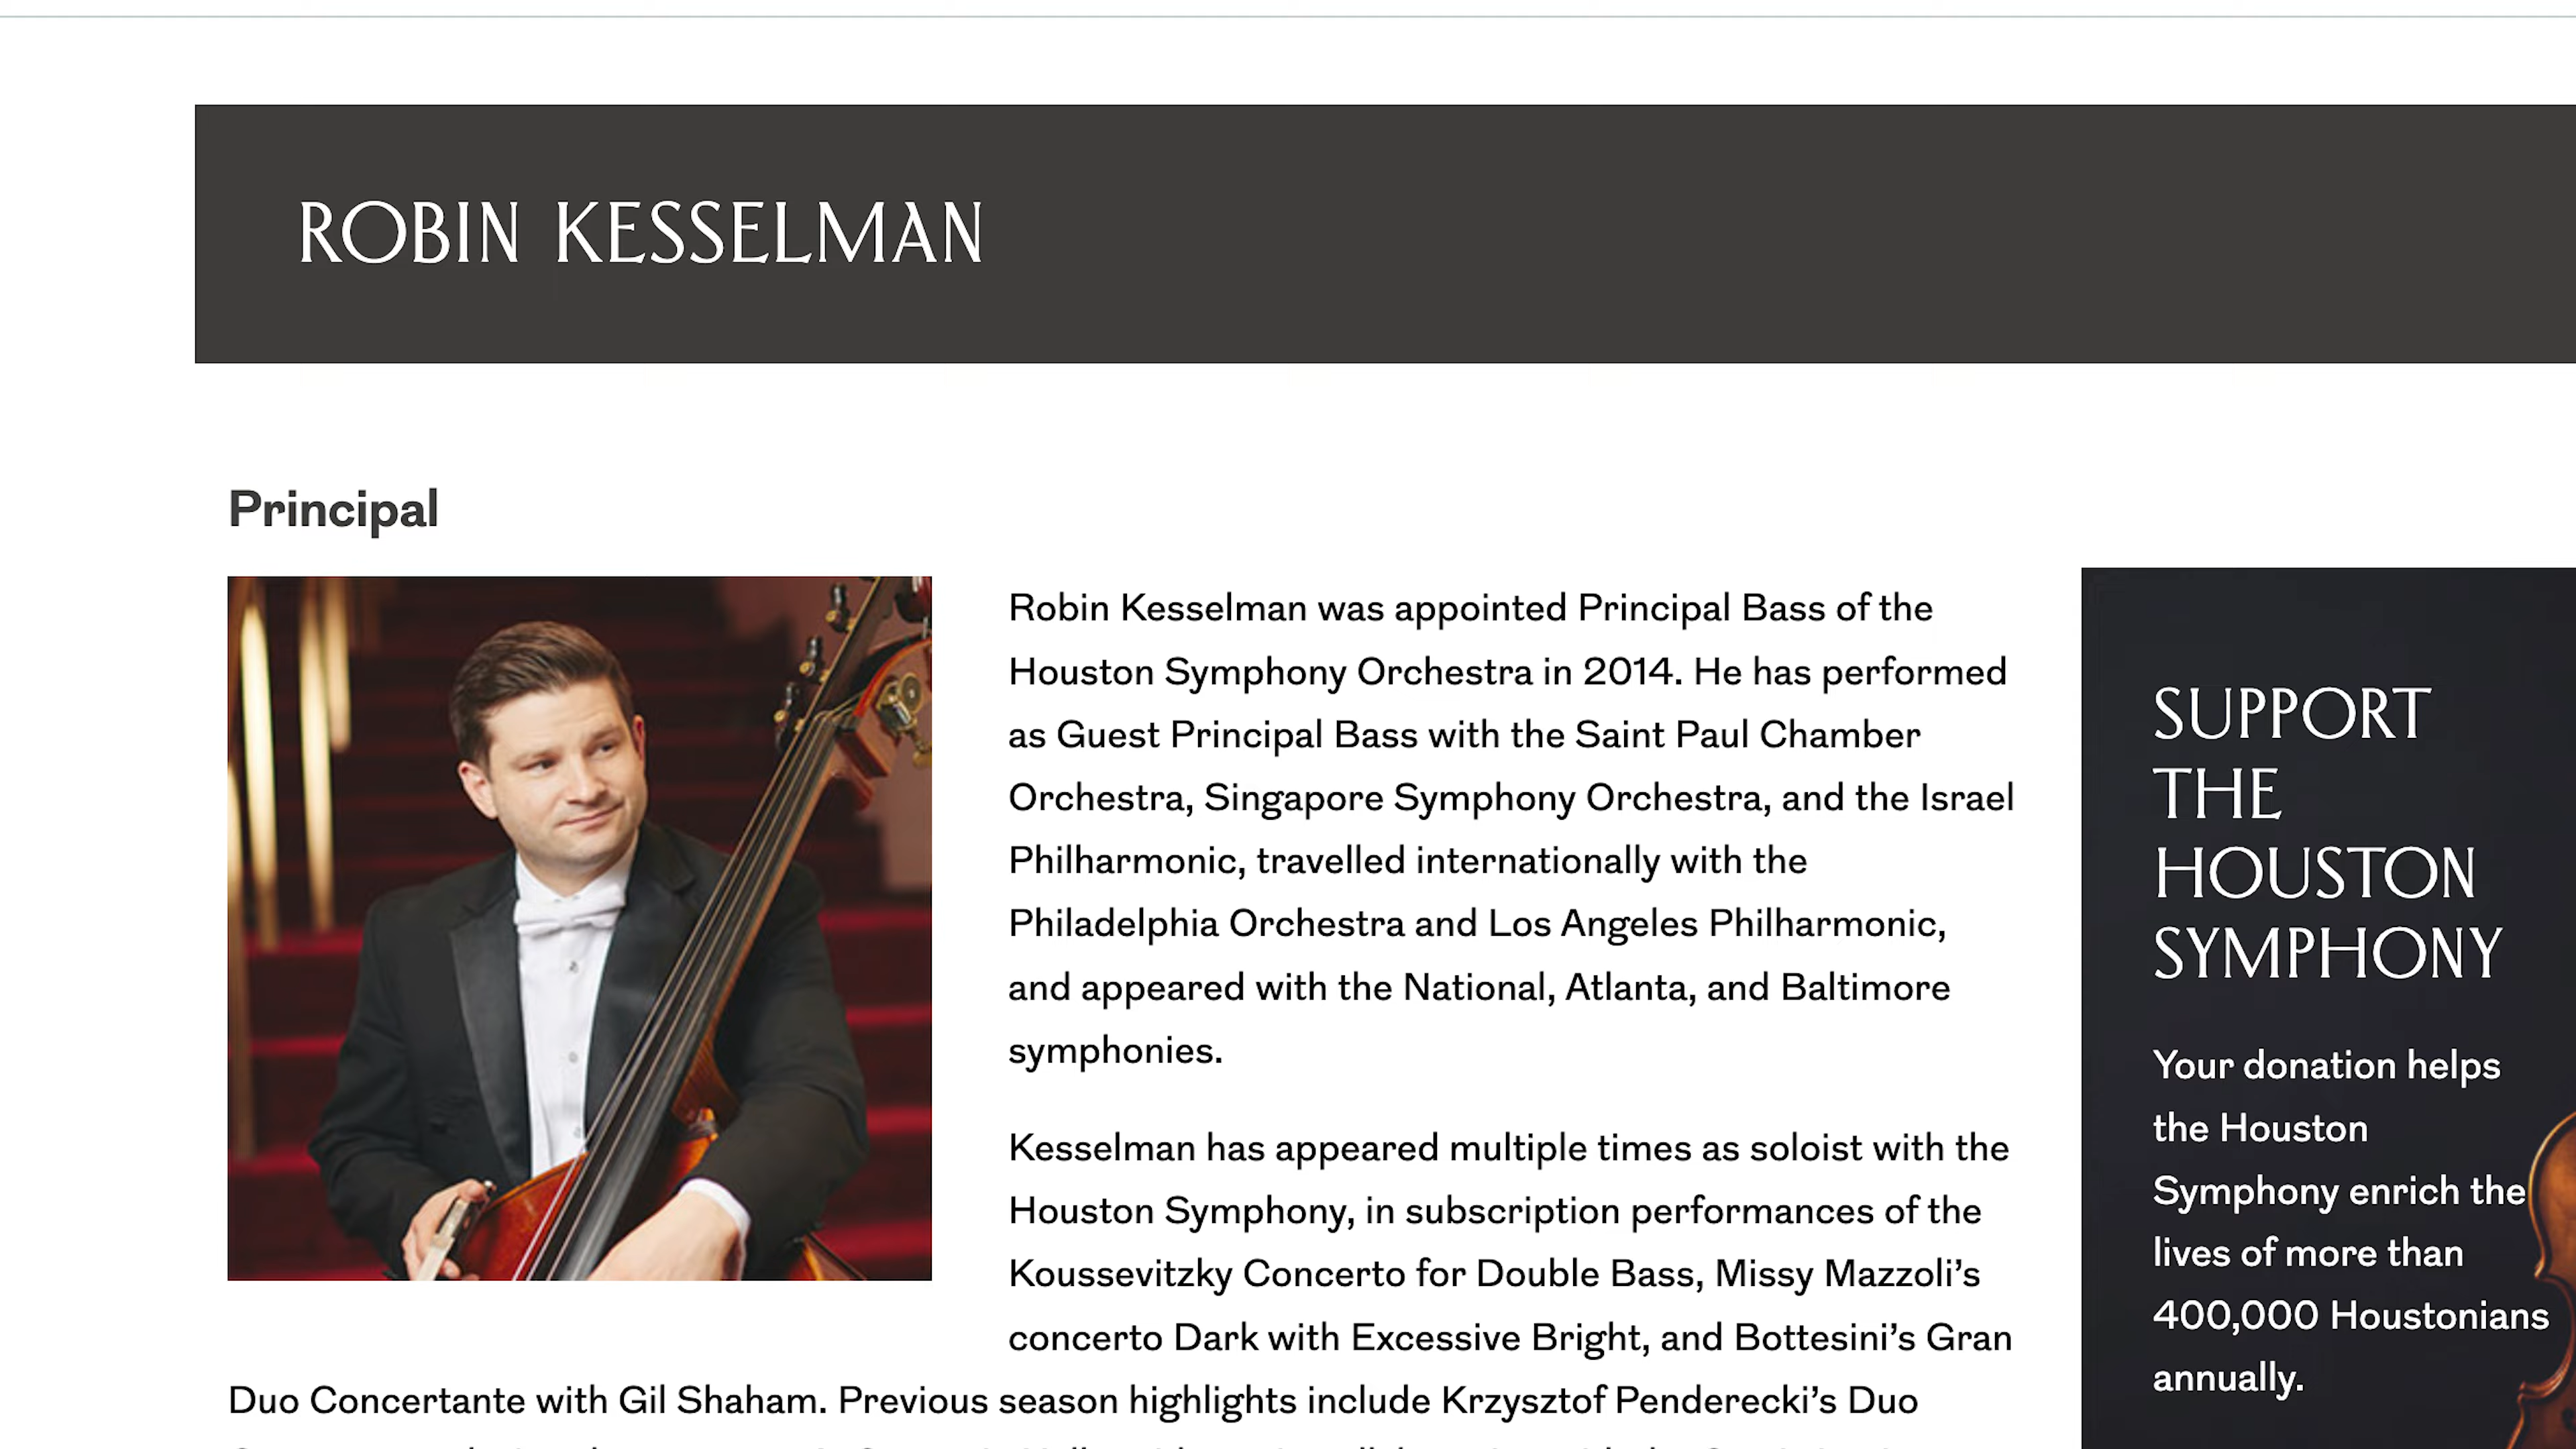 ROBIN KESSELMAN
Principal
Robin Kesselman was appointed Principal Bass of the
Houston Symphony Orchestra in 2014. He has performed
as Guest Principal Bass with the Saint Paul Chamber
Orchestra, Singapore Symphony Orchestra, and the Israel
Philharmonic, travelled internationally with the
Philadelphia Orchestra and Los Angeles Philharmonic,
and appeared with the National, Atlanta, and Baltimore
symphonies.
Kesselman has appeared multiple times as soloist with the
Houston Symphony, in subscription performances of the
Koussevitzky Concerto for Double Bass, Missy Mazzoli’s
concerto Dark with Excessive Bright, and Bottesini’s Gran
Duo Concertante with Gil Shaham. Previous season highlights include Krzysztof Penderecki’s Duo
SUPPORT
THE
HOUSTON
SYMPHONY
Your donation helps
the Houston
Symphony enrich the
lives of more than
400,000 Houstonians
annually.